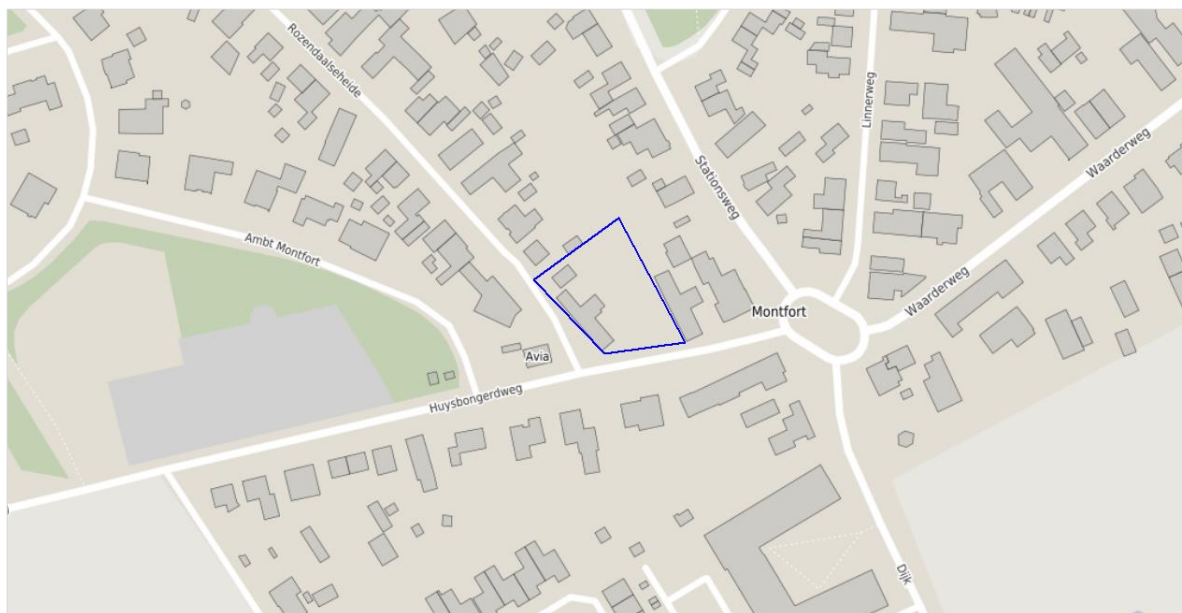 Rozendaalseheide
Linnerweg
Waarderweg
Stationsweg
Ambt Montfort
Waarderweg
Montfort
Avia
Huysbongerdweg
Dijk